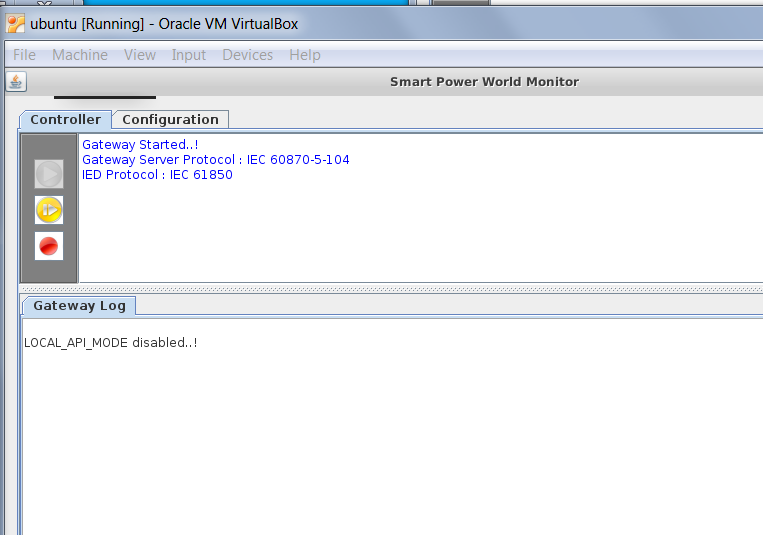 ubuntu [Running] - Oracle VM VirtualBox
File Machine View Input Devices Help
Smart Power World Monitor
Controller Configuration
Gateway Started..!
Gateway Server Protocol : IEC 60870-5-104
IED Protocol : IEC 61850
Gateway Log
LOCAL_API_MODE disabled..!